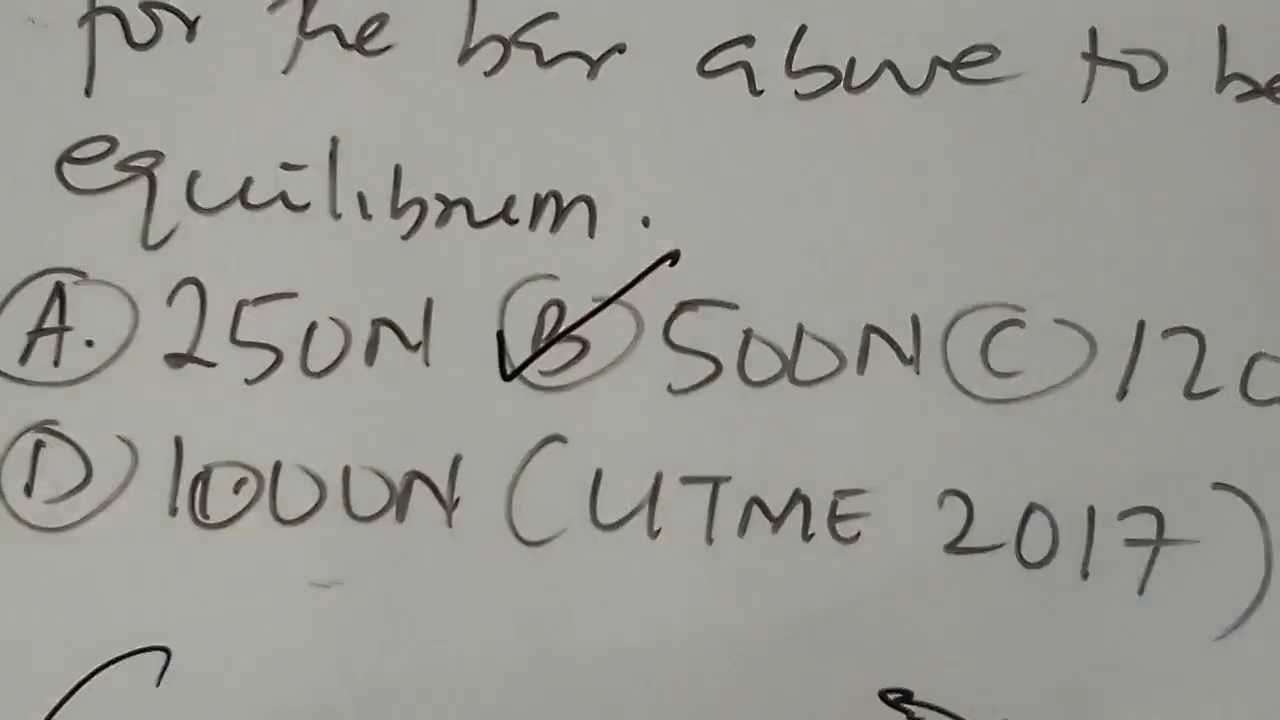 for the bar above to be
equilibrium.
A. 250N B 500N C 120
D 1000N (UTME 2017)